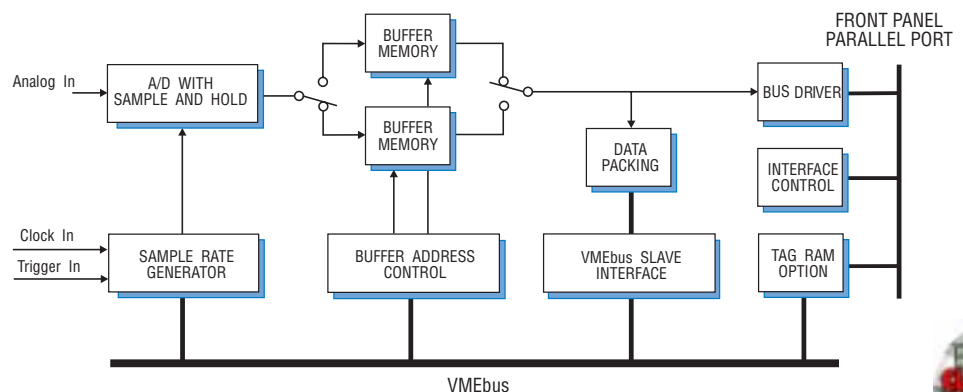 FRONT PANEL
PARALLEL PORT
BUFFER
MEMORY
Analog In
A/D WITH
SAMPLE AND HOLD
BUS DRIVER
BUFFER
MEMORY
DATA
PACKING
INTERFACE
CONTROL
Clock In
Trigger In
SAMPLE RATE
GENERATOR
BUFFER ADDRESS
CONTROL
VMEbus SLAVE
INTERFACE
TAG RAM
OPTION
VMEbus